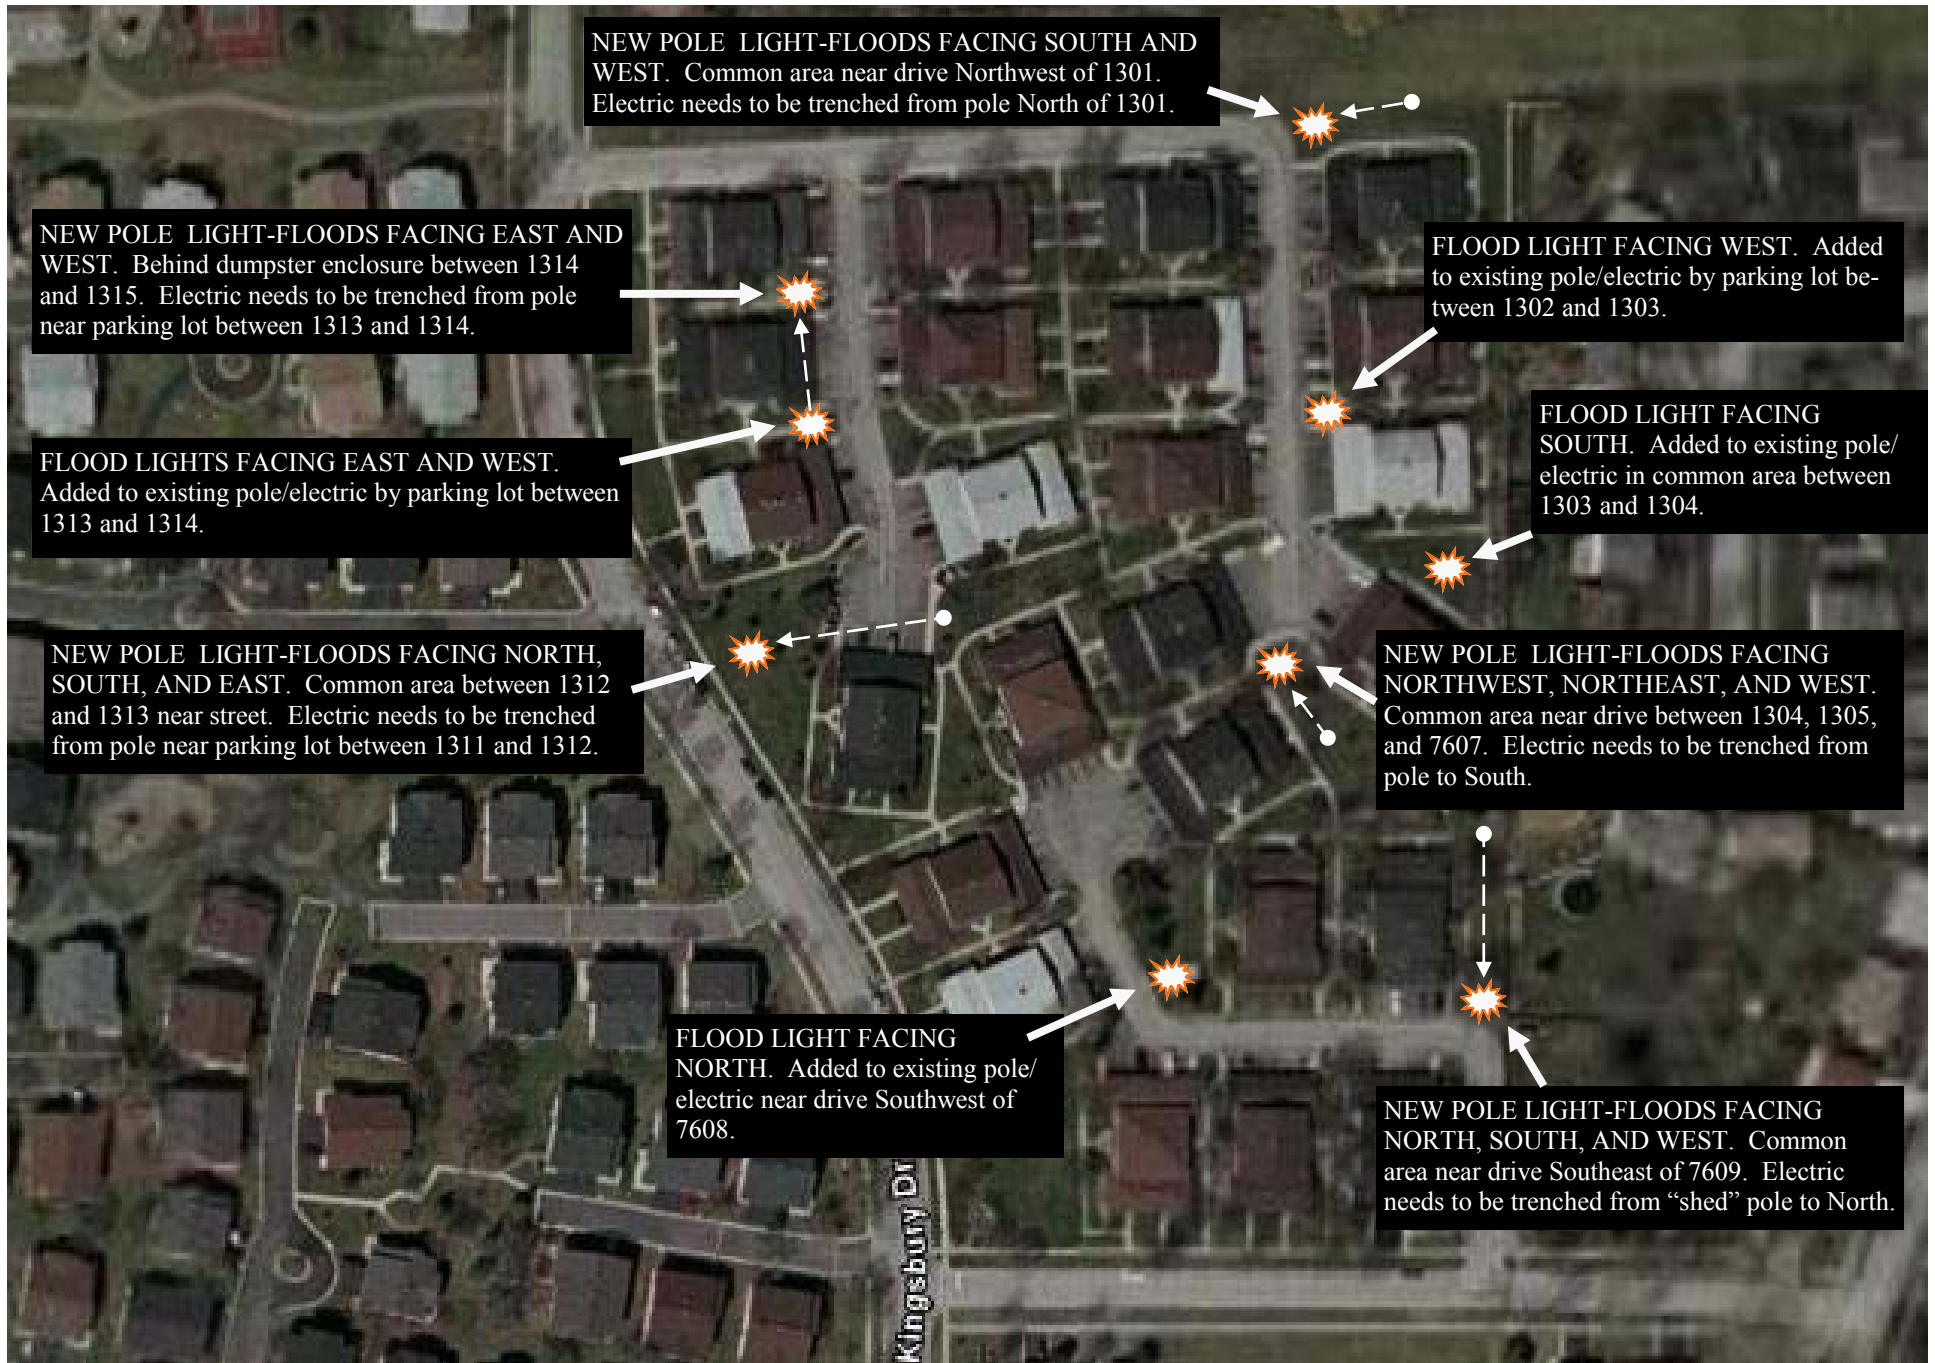 NEW POLE  LIGHT-FLOODS FACING SOUTH AND
WEST.  Common area near drive Northwest of 1301.
Electric needs to be trenched from pole North of 1301.
NEW POLE  LIGHT-FLOODS FACING EAST AND
WEST.  Behind dumpster enclosure between 1314
and 1315.  Electric needs to be trenched from pole
near parking lot between 1313 and 1314.
FLOOD LIGHT FACING WEST.  Added
to existing pole/electric by parking lot be-
tween 1302 and 1303.
FLOOD LIGHT FACING
SOUTH.  Added to existing pole/
electric in common area between
1303 and 1304.
FLOOD LIGHTS FACING EAST AND WEST.
Added to existing pole/electric by parking lot between
1313 and 1314.
NEW POLE  LIGHT-FLOODS FACING NORTH,
SOUTH, AND EAST.  Common area between 1312
and 1313 near street.  Electric needs to be trenched
from pole near parking lot between 1311 and 1312.
NEW POLE  LIGHT-FLOODS FACING
NORTHWEST, NORTHEAST, AND WEST.
Common area near drive between 1304, 1305,
and 7607.  Electric needs to be trenched from
pole to South.
FLOOD LIGHT FACING
NORTH.  Added to existing pole/
electric near drive Southwest of
7608.
NEW POLE LIGHT-FLOODS FACING
NORTH, SOUTH, AND WEST.  Common
area near drive Southeast of 7609.  Electric
needs to be trenched from “shed” pole to North.
Kingsbury Dr